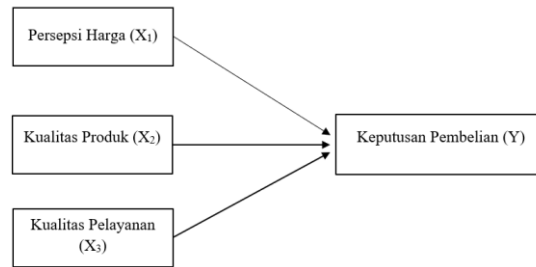 Persepsi Harga (X₁)
Kualitas Produk (X₂)
Keputusan Pembelian (Y)
Kualitas Pelayanan
(X₃)